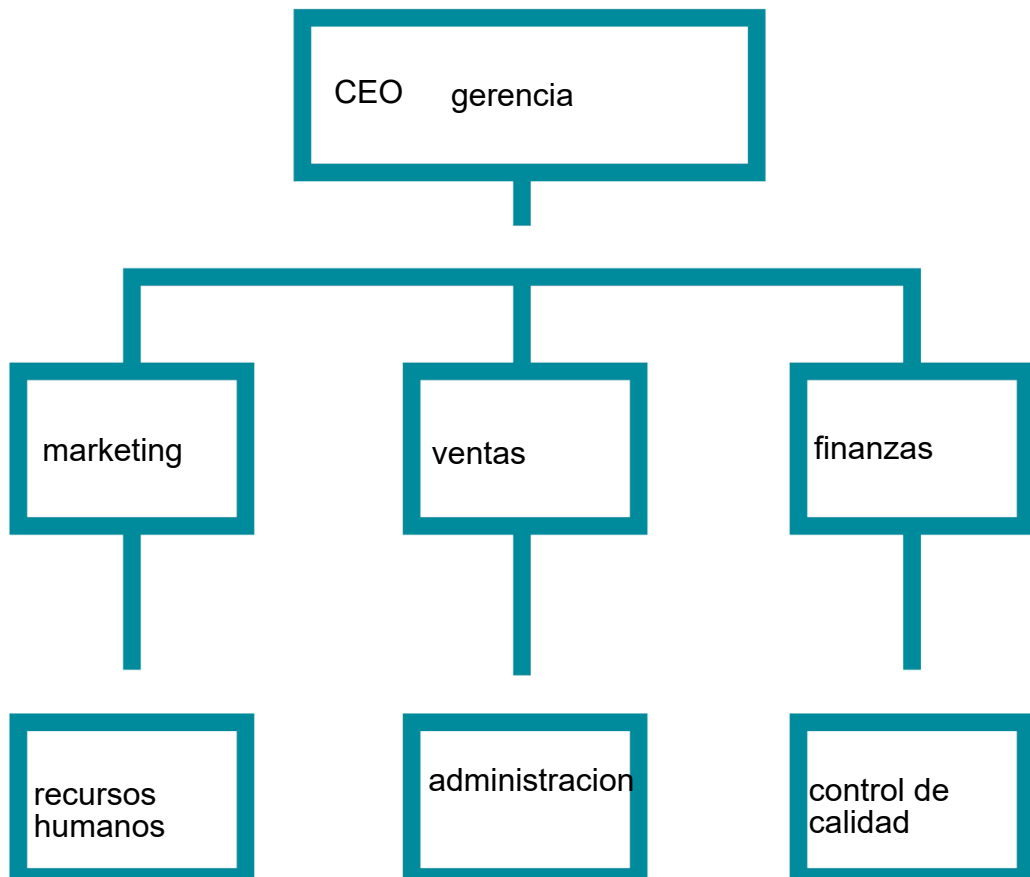 CEO gerencia
marketing
ventas
finanzas
recursos
humanos
administracion
control de
calidad